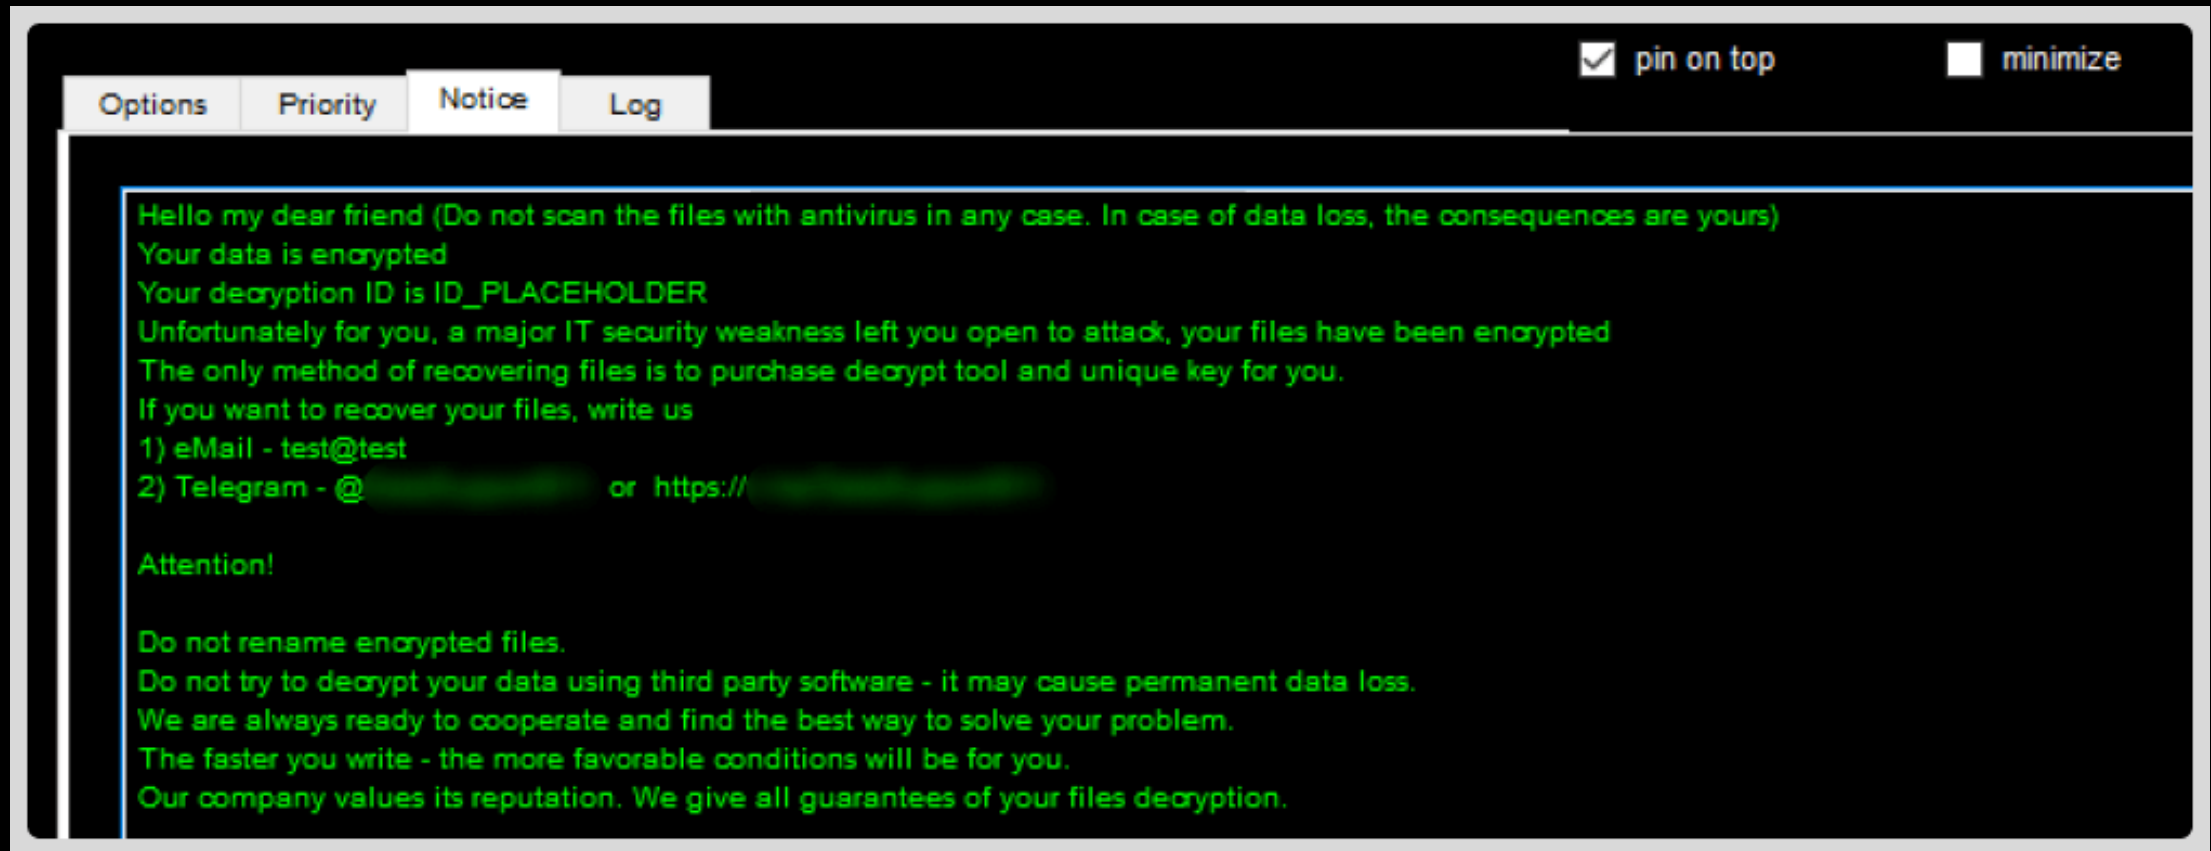 pin on top
minimize
Options
Priority
Notice
Log
Hello my dear friend (Do not scan the files with antivirus in any case. In case of data loss, the consequences are yours)
Your data is encrypted
Your decryption ID is ID_PLACEHOLDER
Unfortunately for you, a major IT security weakness left you open to attack, your files have been encrypted
The only method of recovering files is to purchase decrypt tool and unique key for you.
If you want to recover your files, write us
1) eMail - test@test
2) Telegram - @ or https://
Attention!
Do not rename encrypted files.
Do not try to decrypt your data using third party software - it may cause permanent data loss.
We are always ready to cooperate and find the best way to solve your problem.
The faster you write - the more favorable conditions will be for you.
Our company values its reputation. We give all guarantees of your files decryption.